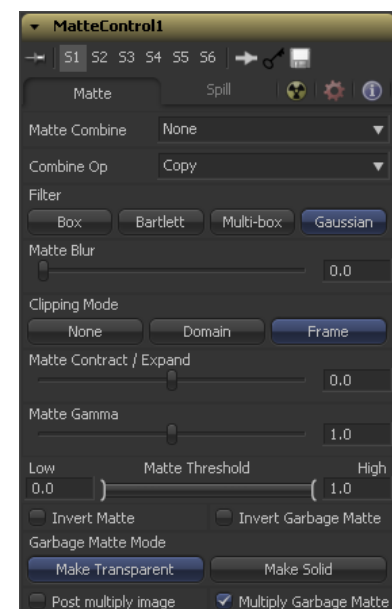 MatteControl1
S1 S2 S3 S4 S5 S6
Matte Spill
Matte Combine None
Combine Op Copy
Filter
Box Bartlett Multi-box Gaussian
Matte Blur
0.0
Clipping Mode
None Domain Frame
Matte Contract / Expand
0.0
Matte Gamma
1.0
Low Matte Threshold High
0.0 1.0
Invert Matte Invert Garbage Matte
Garbage Matte Mode
Make Transparent Make Solid
Post multiply image Multiply Garbage Matte